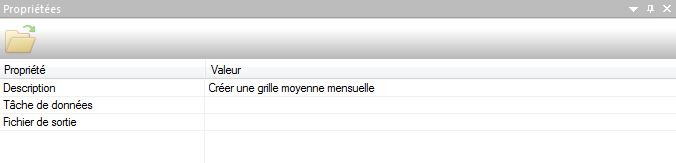 Propriétées
Propriété Valeur
Description Créer une grille moyenne mensuelle
Tâche de données
Fichier de sortie